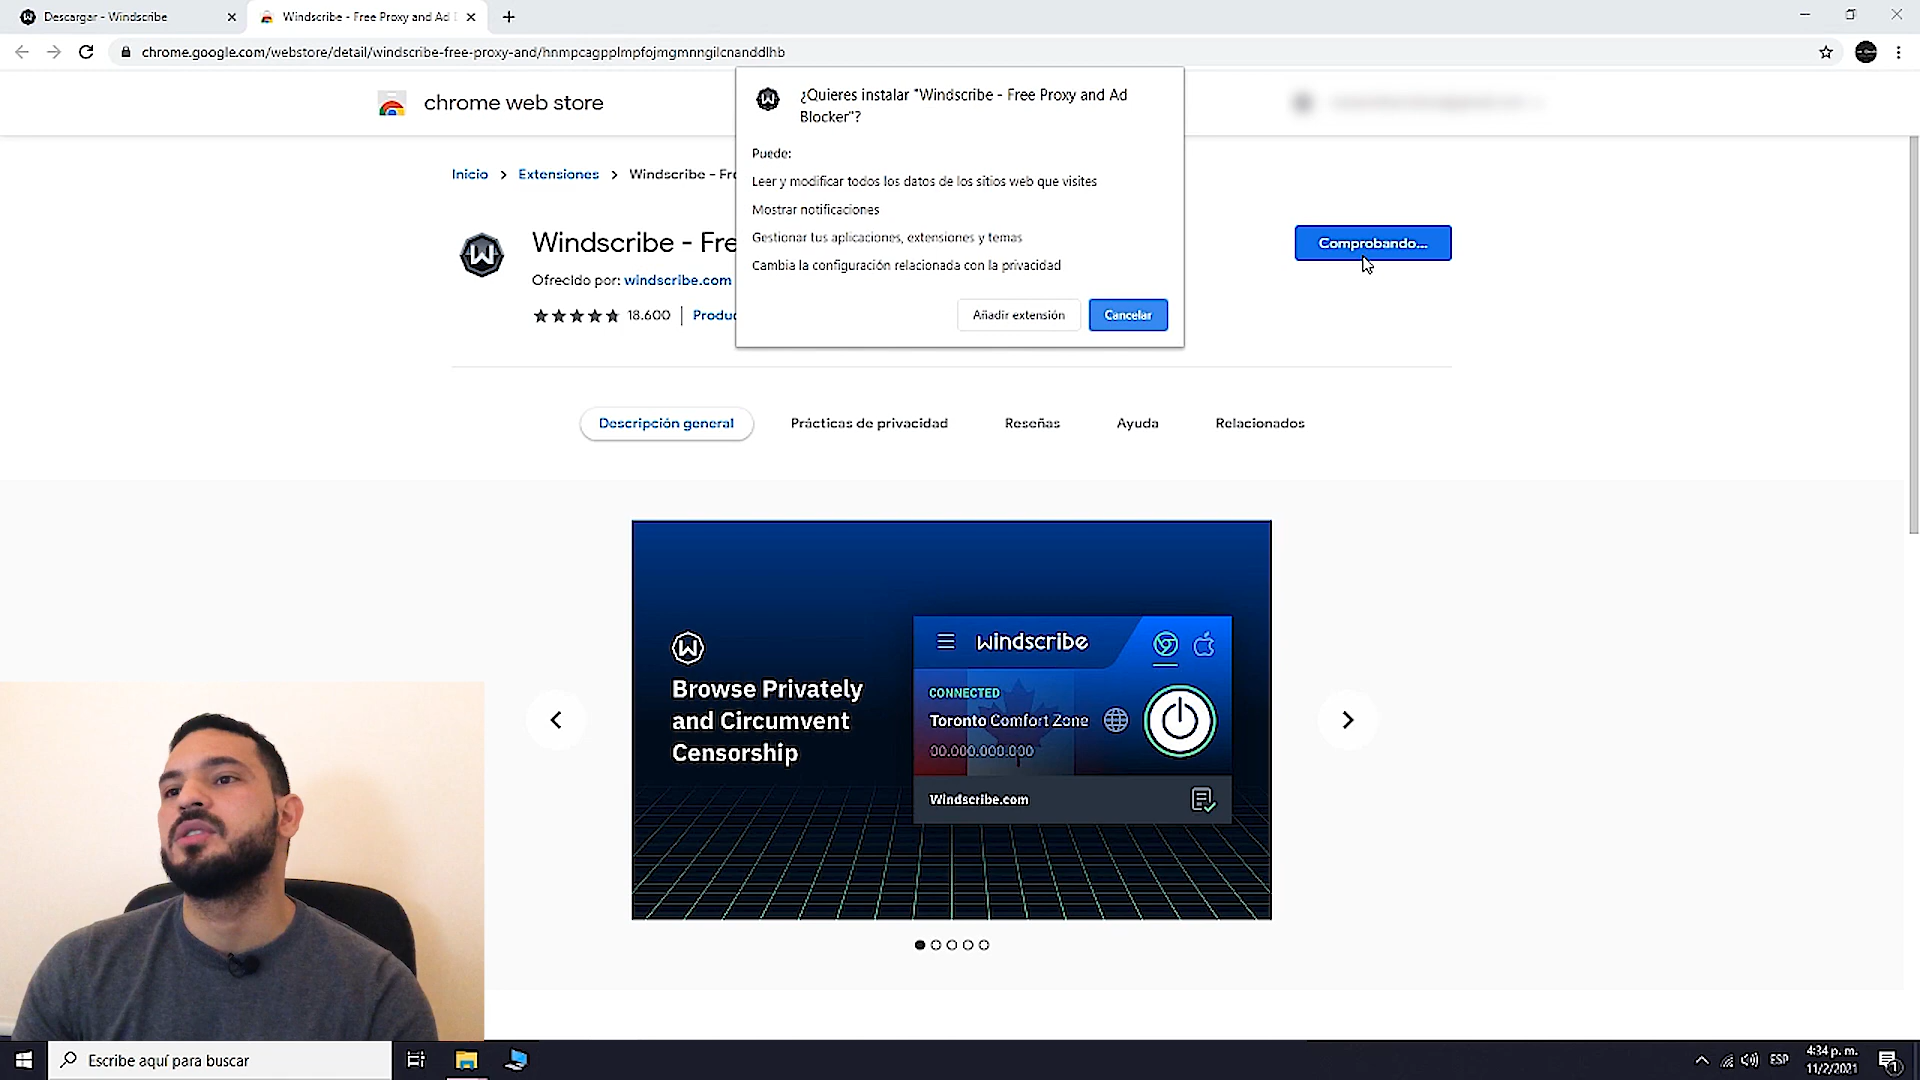 Descargar - Windscribe
Windscribe - Free Proxy and Ad
chrome.google.com/webstore/detail/windscribe-free-proxy-and/hnmpcagpplmpfojmgmnngilcnanddlhb
chrome web store
¿Quieres instalar "Windscribe - Free Proxy and Ad
Blocker"?
Puede:
Leer y modificar todos los datos de los sitios web que visites
Mostrar notificaciones
Gestionar tus aplicaciones, extensiones y temas
Cambia la configuración relacionada con la privacidad
Añadir extensión
Cancelar
Inicio > Extensiones > Windscribe - Fr
Windscribe - Fre
Comprobando...
Ofrecido por: windscribe.com
18.600
Produc
Descripción general
Prácticas de privacidad
Reseñas
Ayuda
Relacionados
Browse Privately
and Circumvent
Censorship
windscribe
CONNECTED
Toronto Comfort Zone
00.000.000.000
Windscribe.com
Escribe aquí para buscar
ESP
4:34 p. m.
11/2/2021
1